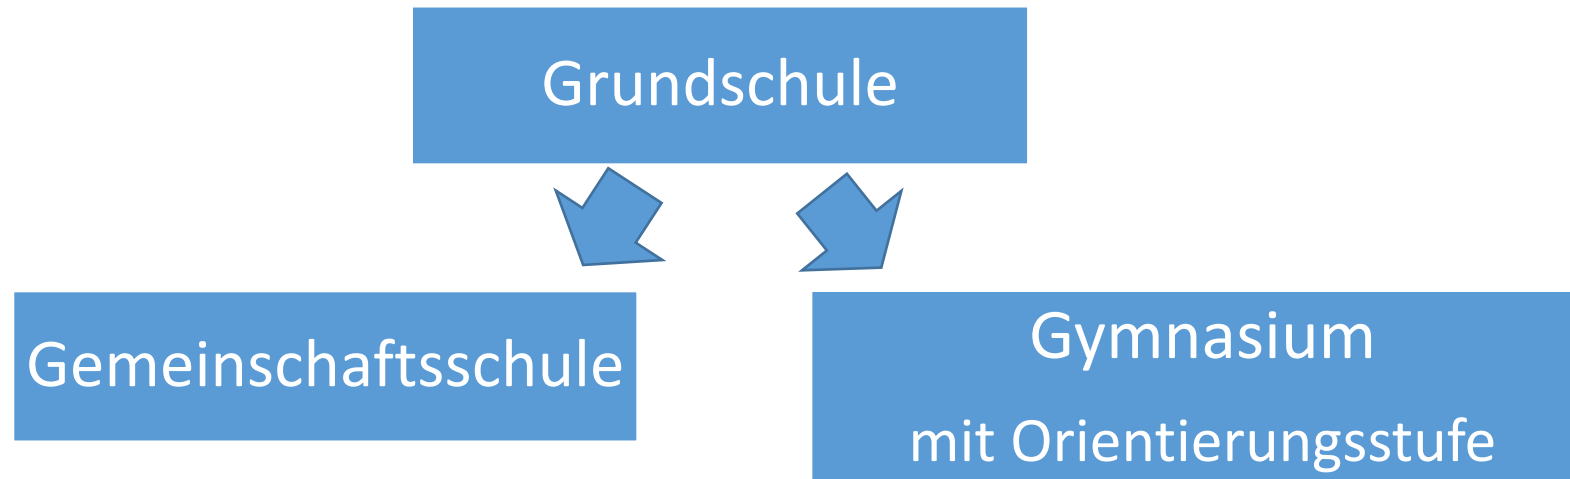 Grundschule
Gemeinschaftsschule
Gymnasium
mit Orientierungsstufe